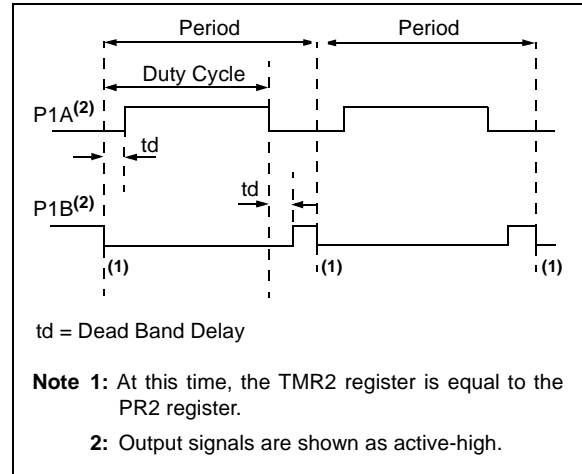 Period Period
Duty Cycle
P1A(2)
td
td
P1B(2)
(1) (1) (1)
td = Dead Band Delay
Note 1: At this time, the TMR2 register is equal to the
PR2 register.
2: Output signals are shown as active-high.